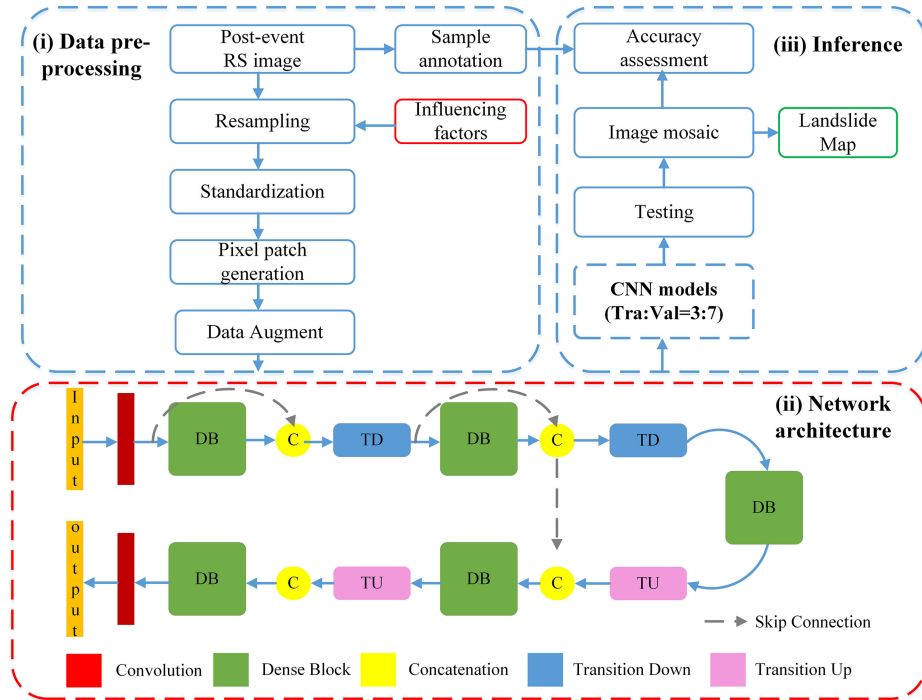 (i) Data pre-
processing
Post-event
RS image
Sample
annotation
Resampling
Influencing
factors
Standardization
Pixel patch
generation
Data Augment
(iii) Inference
Accuracy
assessment
Image mosaic
Landslide
Map
Testing
CNN models
(Tra:Val=3:7)
(ii) Network
architecture
Input
DB
C
TD
DB
C
TD
DB
output
DB
C
TU
DB
C
TU
Skip Connection
Convolution
Dense Block
Concatenation
Transition Down
Transition Up